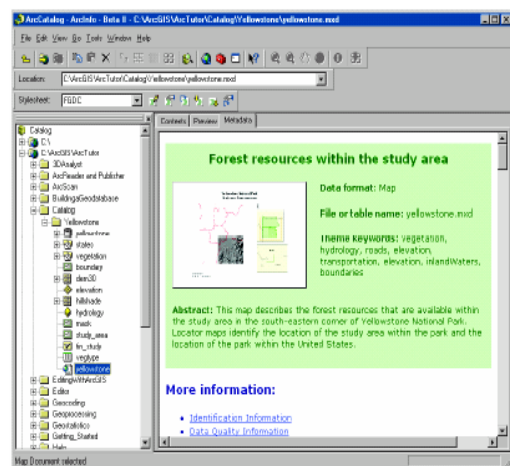 ArcCatalog - ArcInfo - Beta II - C:\ArcGIS\ArcTutor\Catalog\Yellowstone\yellowstone.mxd
File Edit View Go Tools Window Help
Location: C:\ArcGIS\ArcTutor\Catalog\Yellowstone\yellowstone.mxd
Stylesheet: FGDC
Catalog
C:\
C:\ArcGIS\ArcTutor
3DAnalyst
ArcReader and Publisher
ArcScan
BuildingaGeodatabase
Catalog
Yellowstone
yellowstone
states
vegetation
boundary
dem30
elevation
hillshade
hydrology
mask
study_area
tin_study
vegtype
yellowstone
EditingWithArcGIS
Editor
Geocoding
Geoprocessing
Geostatistics
Getting_Started
Help
Contents Preview Metadata
Forest resources within the study area
Data format: Map
File or table name: yellowstone.mxd
Theme keywords: vegetation,
hydrology, roads, elevation,
transportation, elevation, inlandWaters,
boundaries
Abstract: This map describes the forest resources that are available within
the study area in the south-eastern corner of Yellowstone National Park.
Locator maps identify the location of the study area within the park and the
location of the park within the United States.
More information:
Identification Information
Data Quality Information
Map Document selected